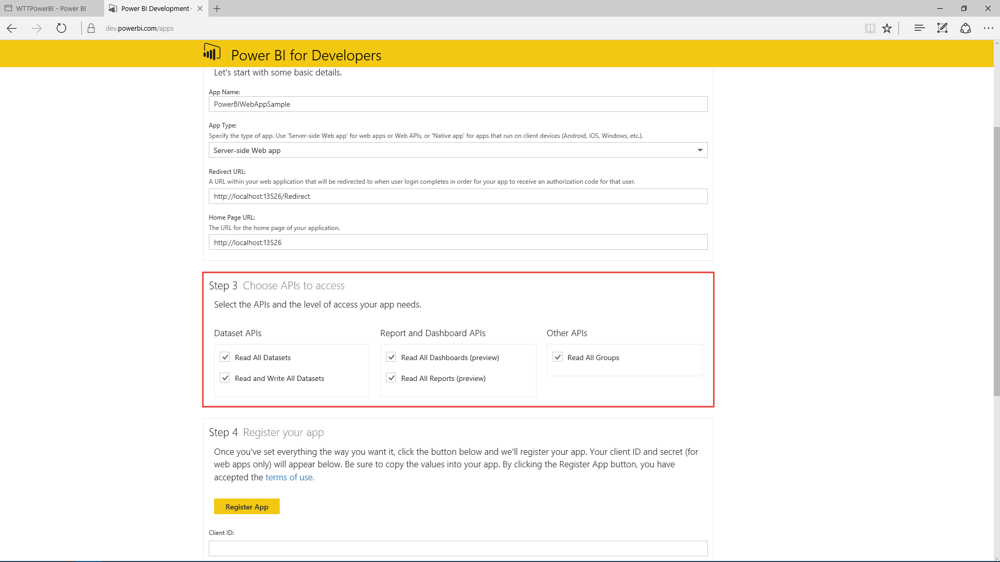 WTTPowerBI - Power BI
Power BI Development
dev.powerbi.com/apps
Power BI for Developers
Let's start with some basic details.
App Name:
PowerBIWebAppSample
App Type:
Specify the type of app. Use 'Server-side Web app' for web apps or Web APIs, or 'Native app' for apps that run on client devices (Android, iOS, Windows, etc.).
Server-side Web app
Redirect URL:
A URL within your web application that will be redirected to when user login completes in order for your app to receive an authorization code for that user.
http://localhost:13526/Redirect
Home Page URL:
The URL for the home page of your application.
http://localhost:13526
Step 3 Choose APIs to access
Select the APIs and the level of access your app needs.
Dataset APIs
Read All Datasets
Read and Write All Datasets
Report and Dashboard APIs
Read All Dashboards (preview)
Read All Reports (preview)
Other APIs
Read All Groups
Step 4 Register your app
Once you've set everything the way you want it, click the button below and we'll register your app. Your client ID and secret (for
web apps only) will appear below. Be sure to copy the values into your app. By clicking the Register App button, you have
accepted the terms of use.
Register App
Client ID: